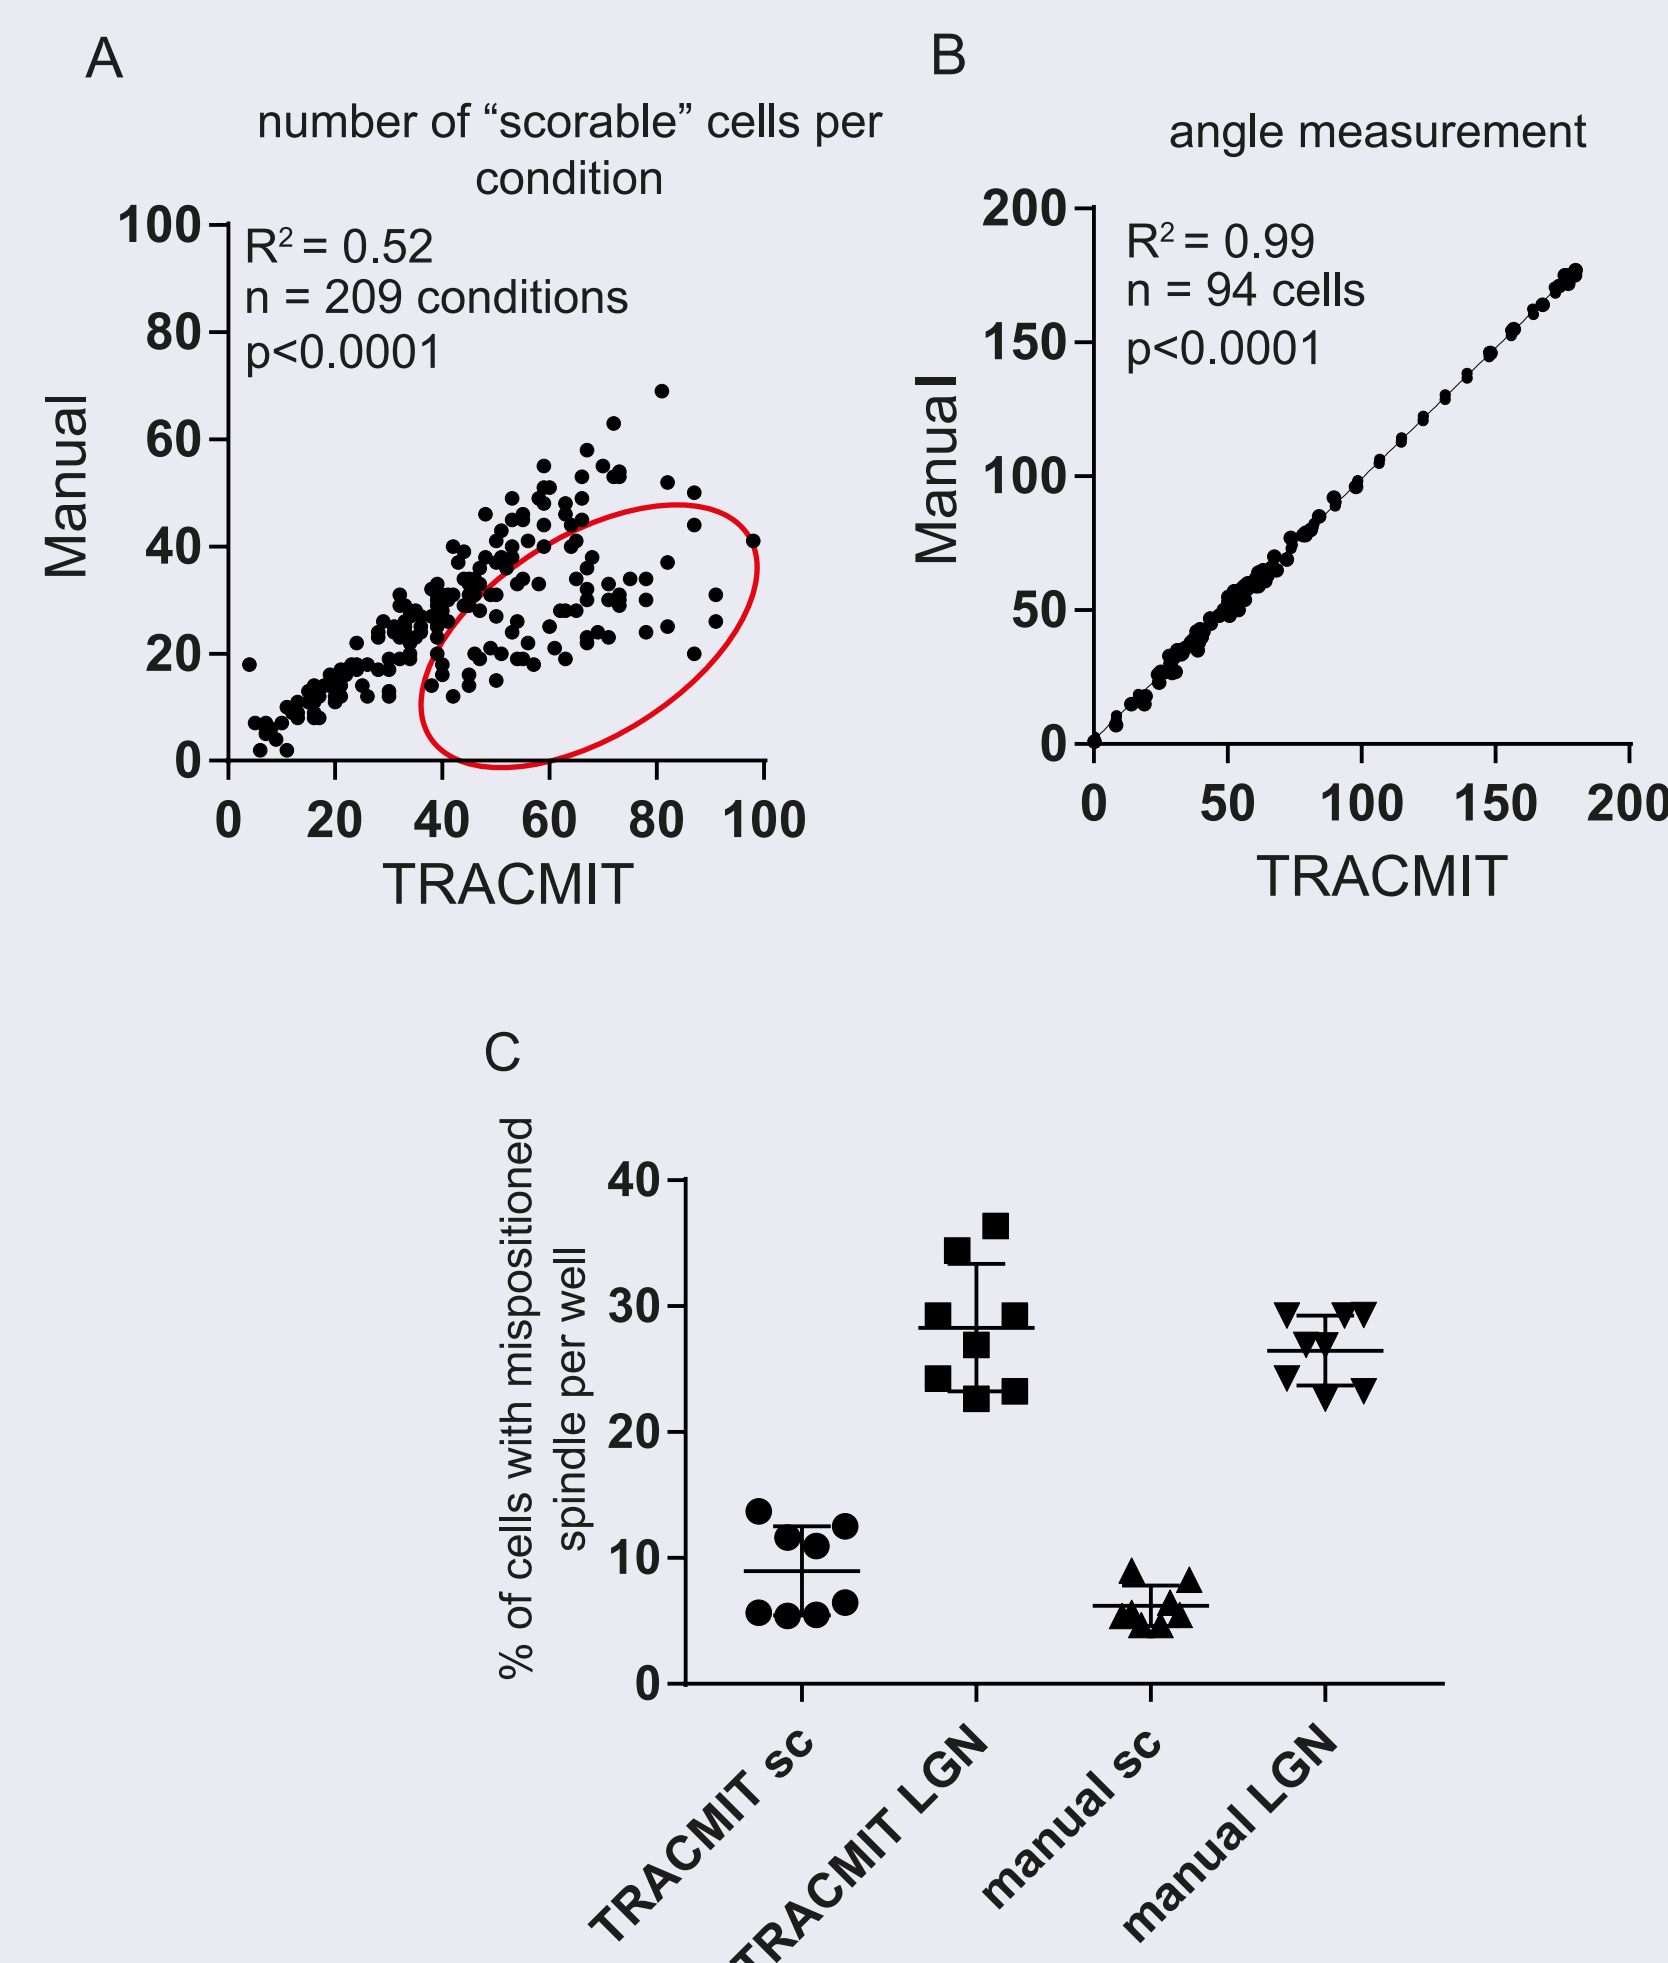 A
number of “scorable” cells per
condition
R² = 0.52
n = 209 conditions
p<0.0001
Manual
100
80
60
40
20
0
0 20 40 60 80 100
TRACMIT
B
angle measurement
R² = 0.99
n = 94 cells
p<0.0001
Manual
200
150
100
50
0
0 50 100 150 200
TRACMIT
C
% of cells with mispositioned
spindle per well
40
30
20
10
0
TRACMIT sc
TRACMIT LGN
manual sc
manual LGN